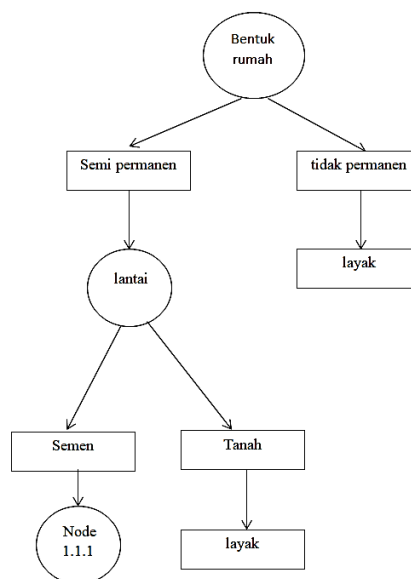 Bentuk
rumah
Semi permanen
tidak permanen
lantai
layak
Semen
Tanah
Node
1.1.1
layak